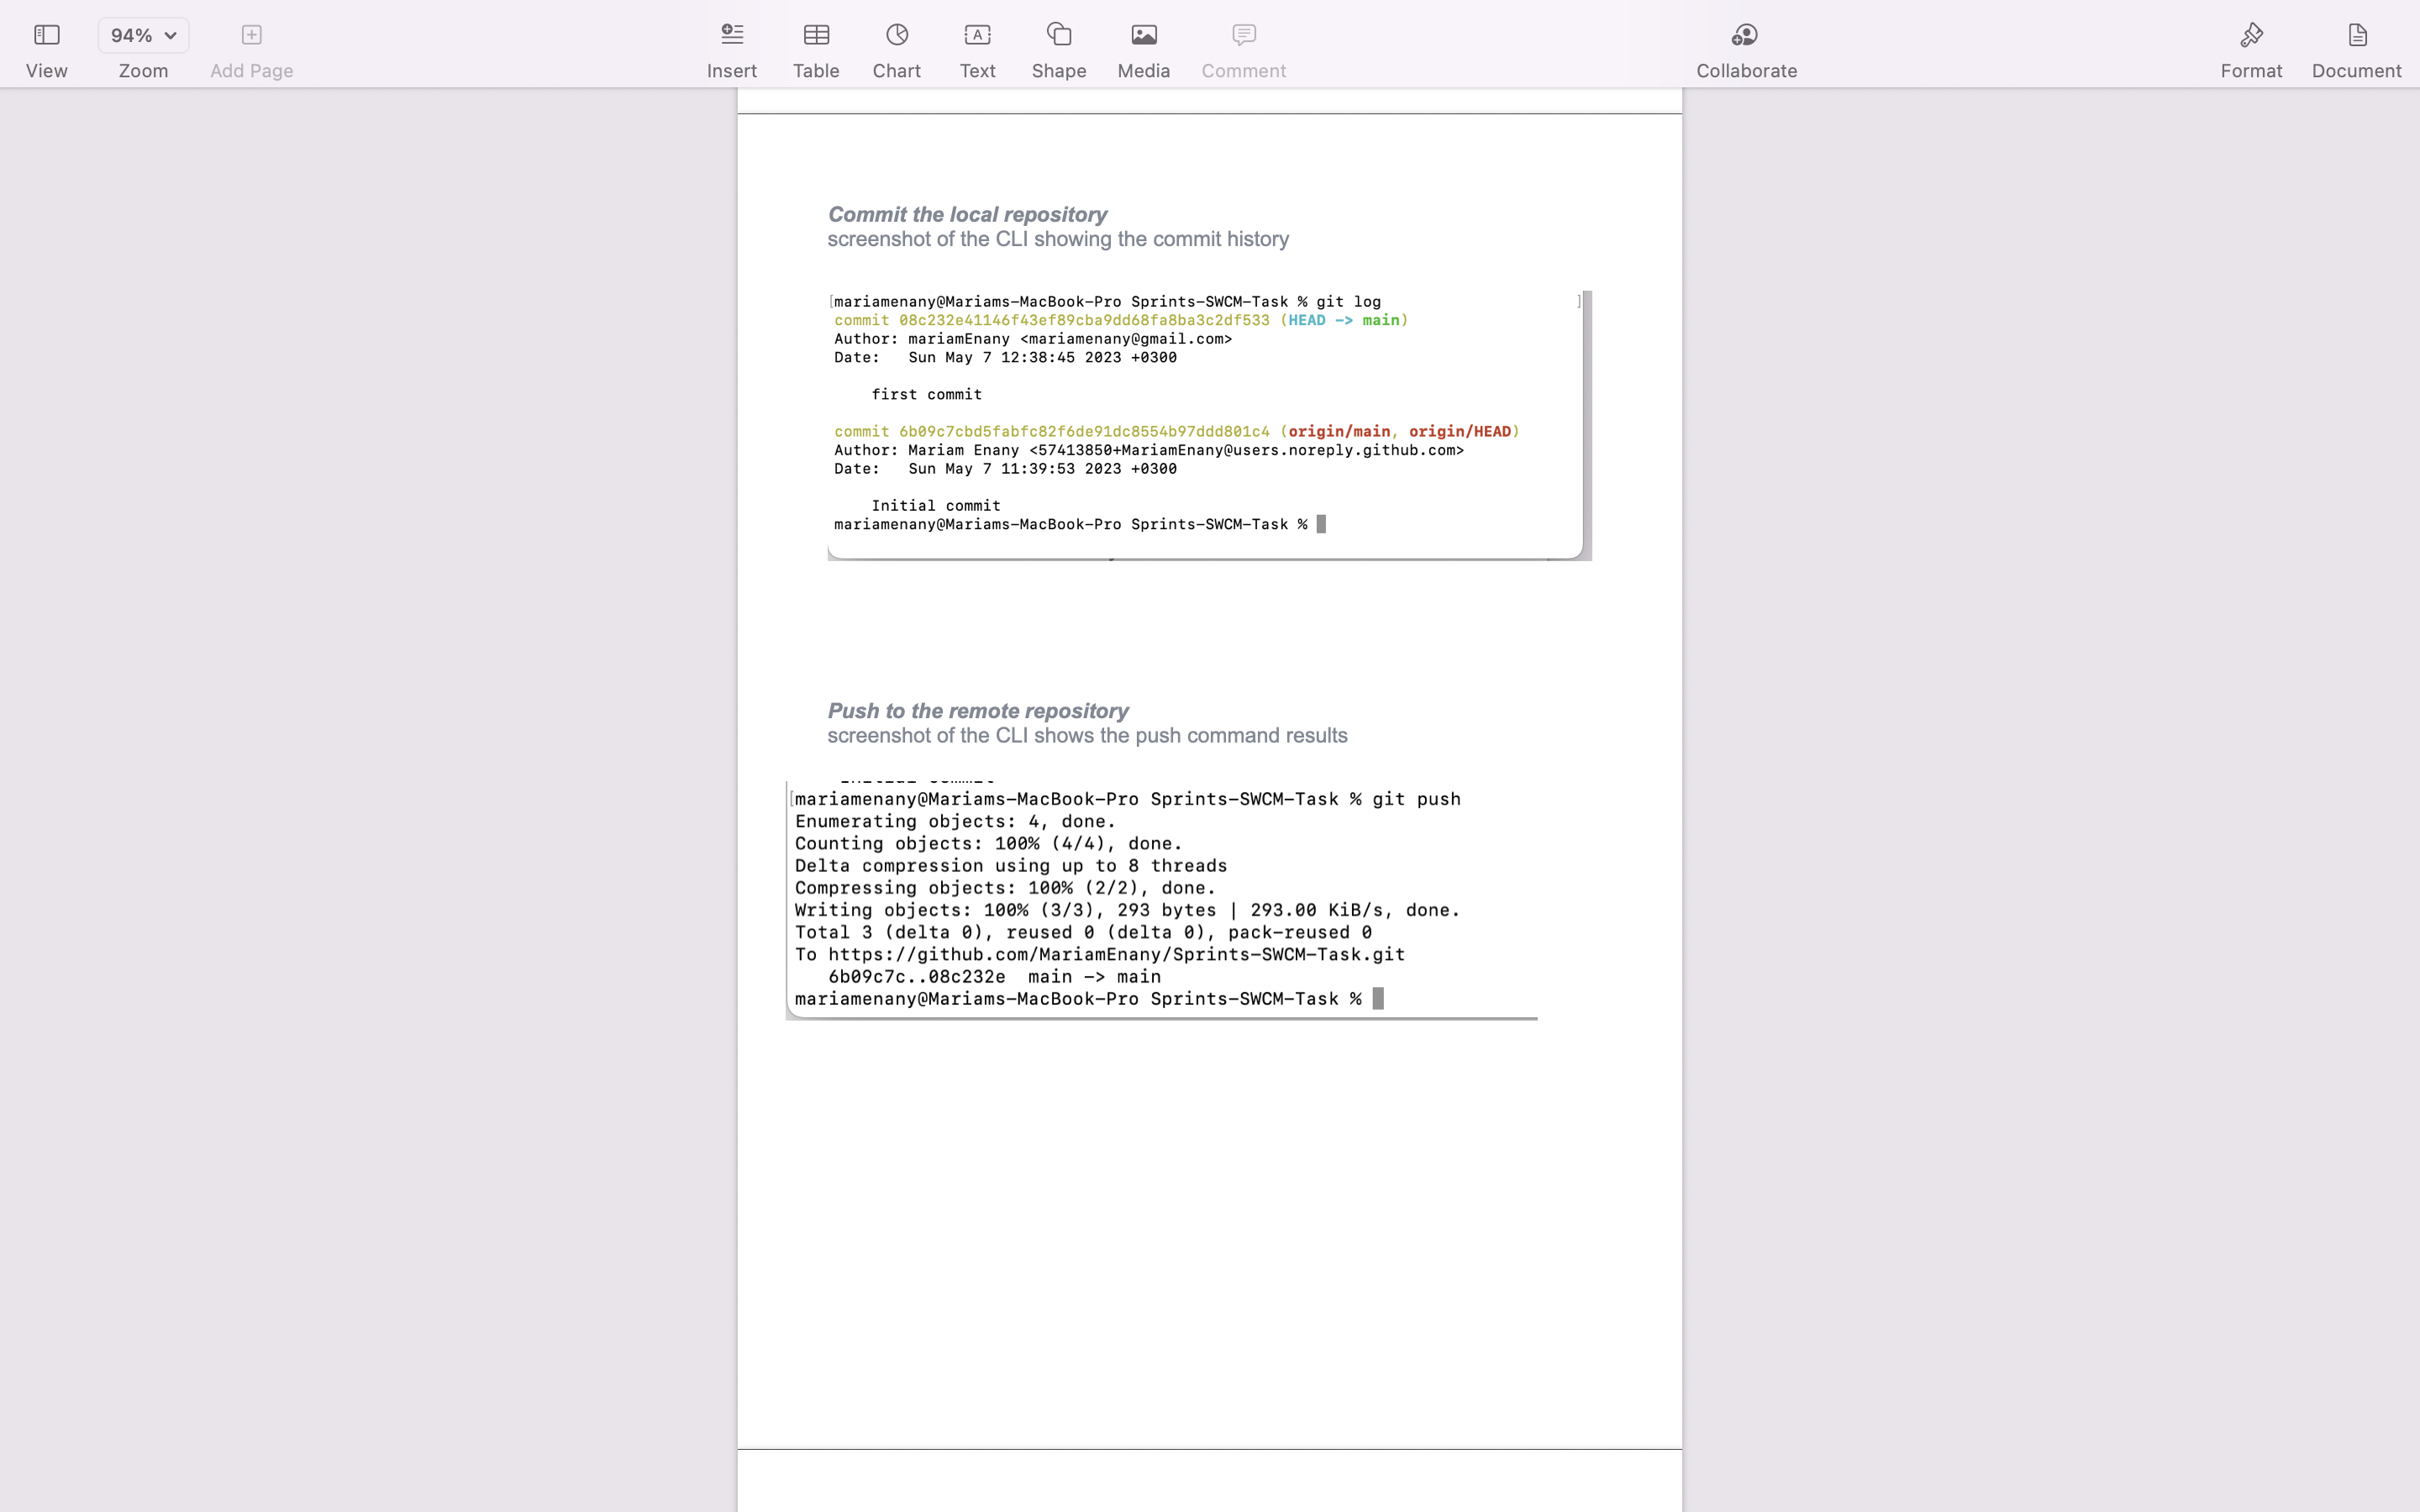 View
94%
Zoom
Add Page
Insert
Table
Chart
Text
Shape
Media
Comment
Collaborate
Format
Document
Commit the local repository
screenshot of the CLI showing the commit history
[mariamenany@Mariams-MacBook-Pro Sprints-SWCM-Task % git log ]
commit 08c232e41146f43ef89cba9dd68fa8ba3c2df533 (HEAD -> main)
Author: mariamEnany <mariamenany@gmail.com>
Date:   Sun May 7 12:38:45 2023 +0300
first commit
commit 6b09c7cbd5fabfc82f6de91dc8554b97ddd801c4 (origin/main, origin/HEAD)
Author: Mariam Enany <57413850+MariamEnany@users.noreply.github.com>
Date:   Sun May 7 11:39:53 2023 +0300
Initial commit
mariamenany@Mariams-MacBook-Pro Sprints-SWCM-Task %
Push to the remote repository
screenshot of the CLI shows the push command results
[mariamenany@Mariams-MacBook-Pro Sprints-SWCM-Task % git push
Enumerating objects: 4, done.
Counting objects: 100% (4/4), done.
Delta compression using up to 8 threads
Compressing objects: 100% (2/2), done.
Writing objects: 100% (3/3), 293 bytes | 293.00 KiB/s, done.
Total 3 (delta 0), reused 0 (delta 0), pack-reused 0
To https://github.com/MariamEnany/Sprints-SWCM-Task.git
6b09c7c..08c232e  main -> main
mariamenany@Mariams-MacBook-Pro Sprints-SWCM-Task %